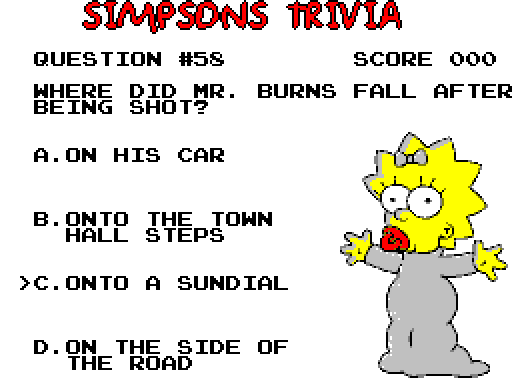 SIMPSONS TRIVIA
QUESTION #58 SCORE 000
WHERE DID MR. BURNS FALL AFTER
BEING SHOT?
A.ON HIS CAR
B.ONTO THE TOWN
HALL STEPS
>C.ONTO A SUNDIAL
D.ON THE SIDE OF
THE ROAD